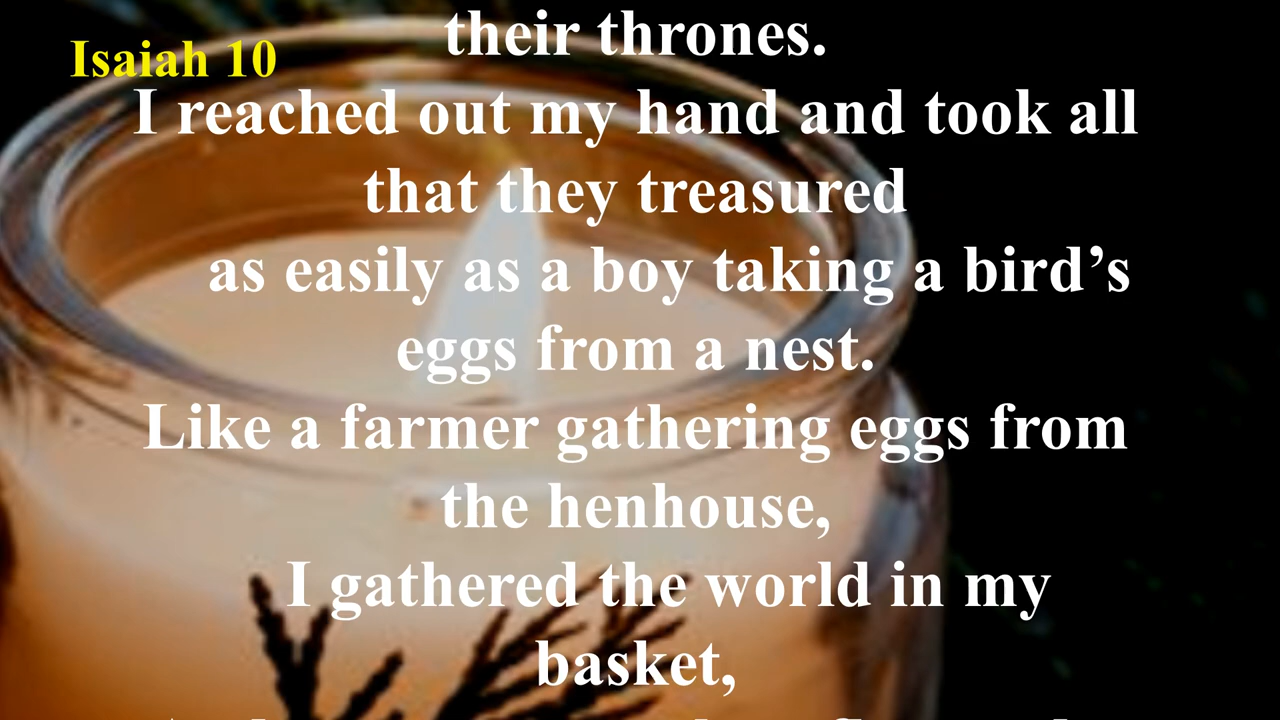 their thrones.
Isaiah 10
I reached out my hand and took all
that they treasured
as easily as a boy taking a bird’s
eggs from a nest.
Like a farmer gathering eggs from
the henhouse,
I gathered the world in my
basket,